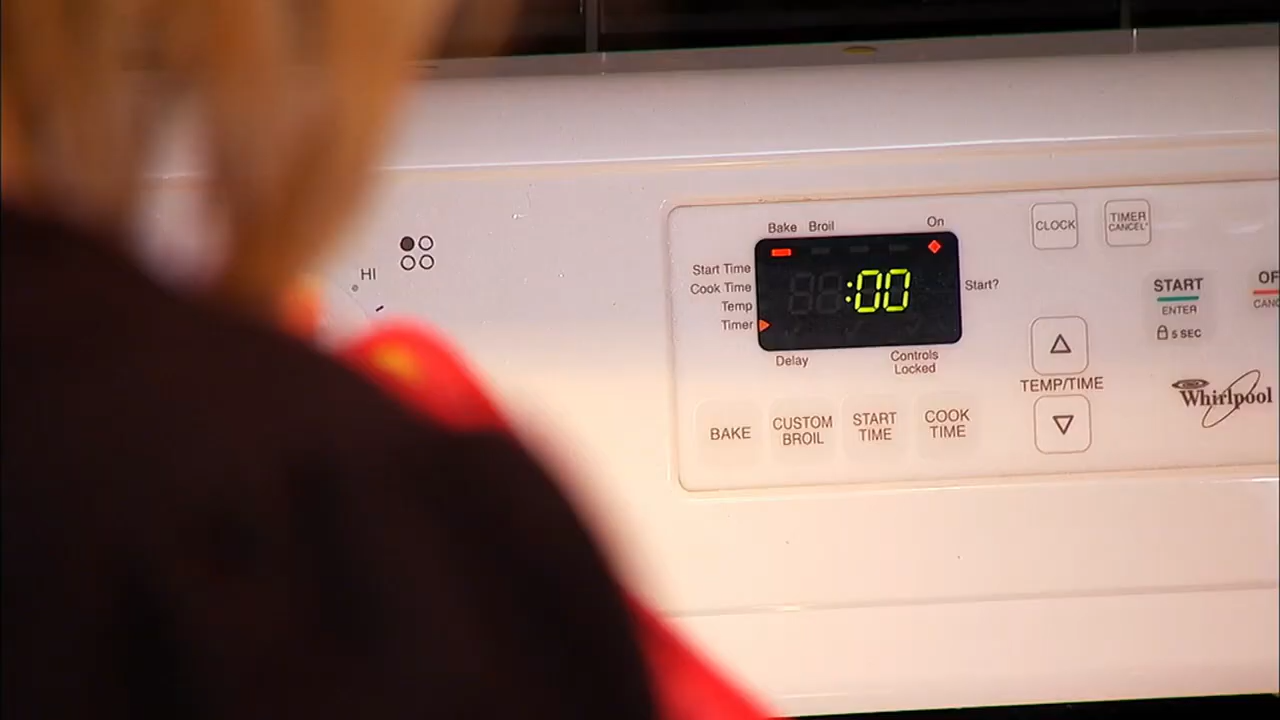 Bake Broil On
CLOCK
TIMER
CANCEL*
HI
Start Time
Cook Time
Temp
Timer
:00
Start?
START
ENTER
5 SEC
Delay
Controls
Locked
TEMP/TIME
Whirlpool
BAKE
CUSTOM
BROIL
START
TIME
COOK
TIME